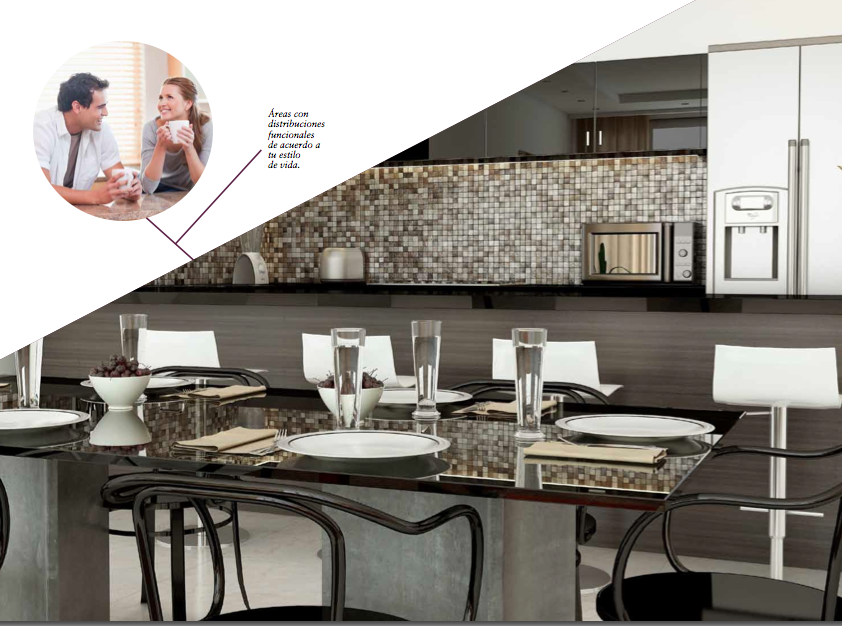 Áreas con
distribuciones
funcionales
de acuerdo a
tu estilo
de vida.